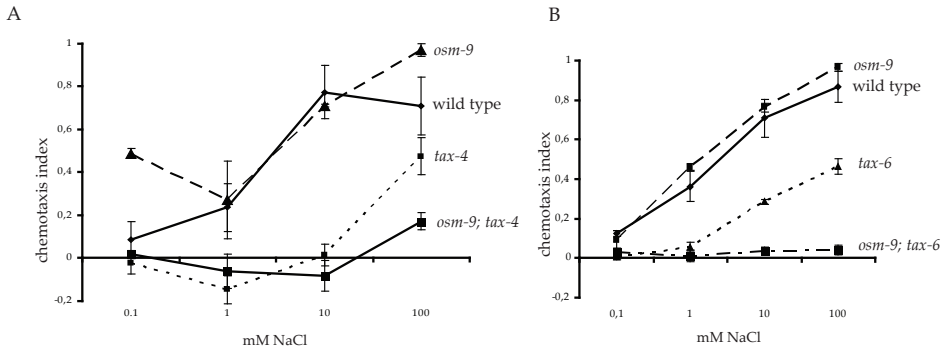 A
chemotaxis index
1
0,8
0,6
0,4
0,2
0
-0,2
0.1
1
10
100
mM NaCl
osm-9
wild type
tax-4
osm-9; tax-4
B
chemotaxis index
1
0,8
0,6
0,4
0,2
0
-0,2
0,1
1
10
100
mM NaCl
osm-9
wild type
tax-6
osm-9; tax-6